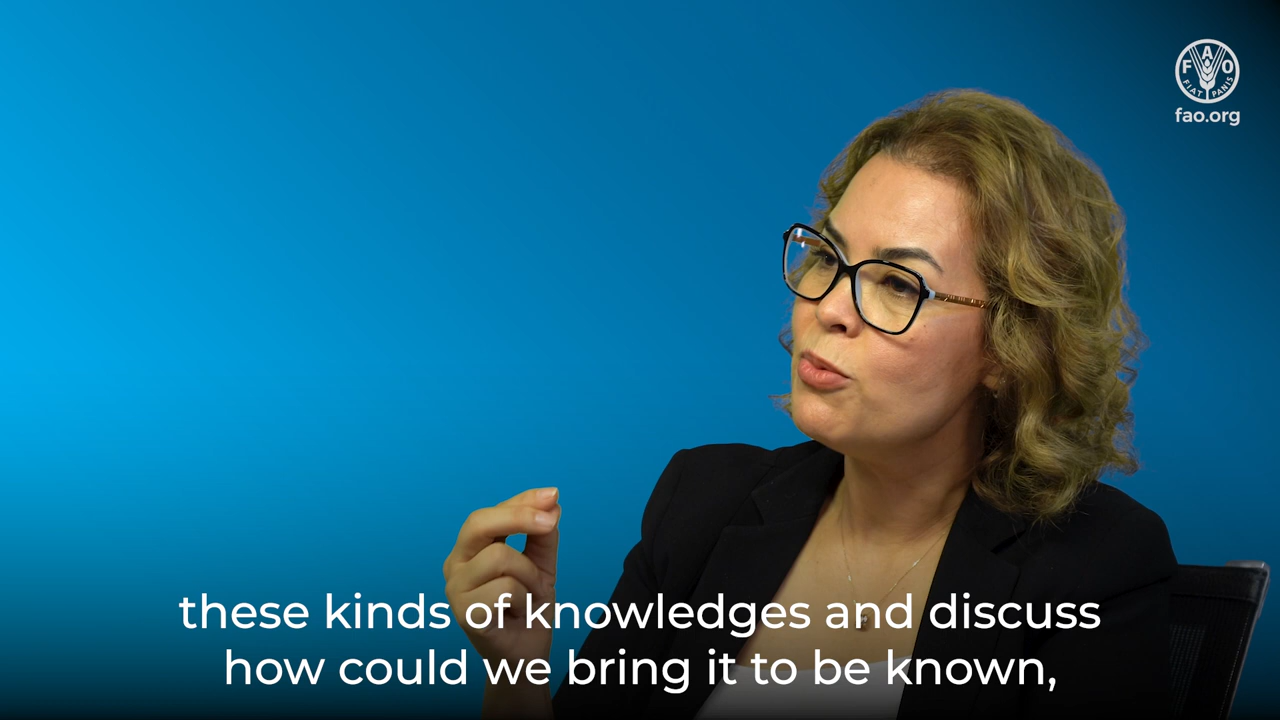 FAO
FIAT PANIS
fao.org
these kinds of knowledges and discuss
how could we bring it to be known,